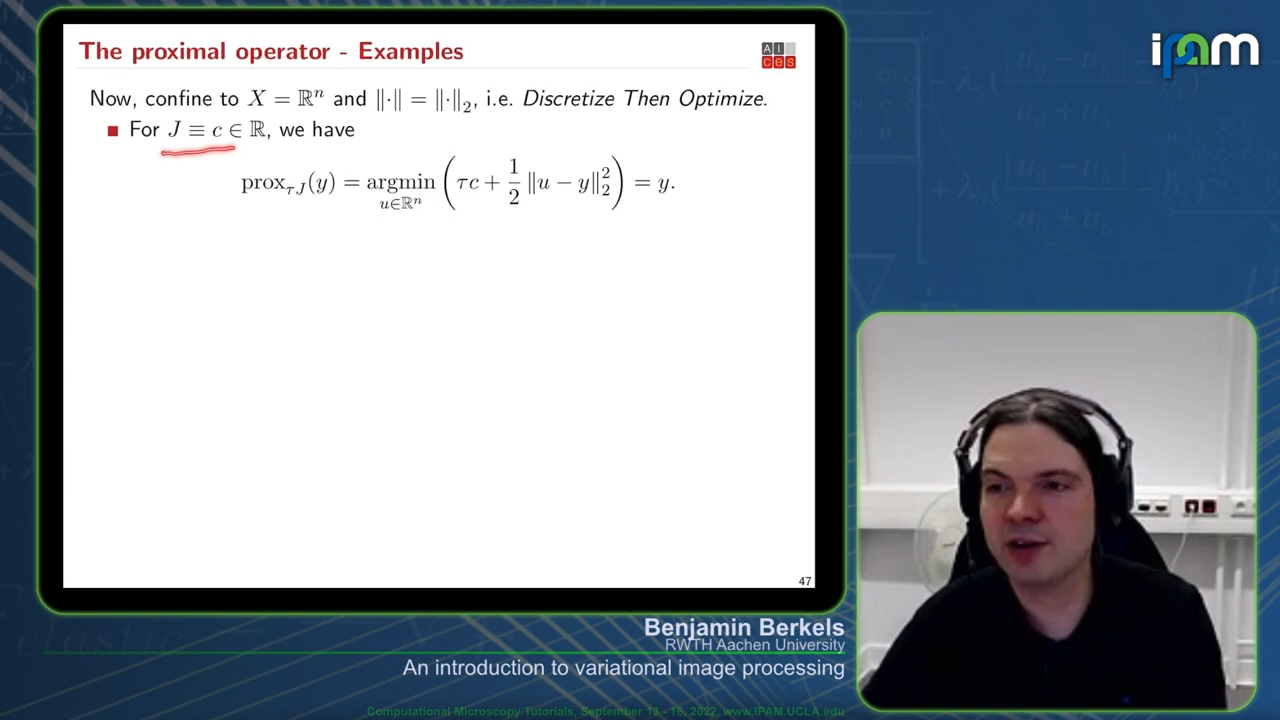 The proximal operator - Examples
AI
ces
Now, confine to X = ℝⁿ and ‖·‖ = ‖·‖₂, i.e. Discretize Then Optimize.
For J ≡ c ∈ ℝ, we have
prox_{τJ}(y) = argmin_{u∈ℝⁿ} (τc + 1/2 ‖u − y‖₂²) = y.
47
ipam
Benjamin Berkels
RWTH Aachen University
An introduction to variational image processing
Computational Microscopy Tutorials, September 13 - 16, 2022, www.IPAM.UCLA.edu